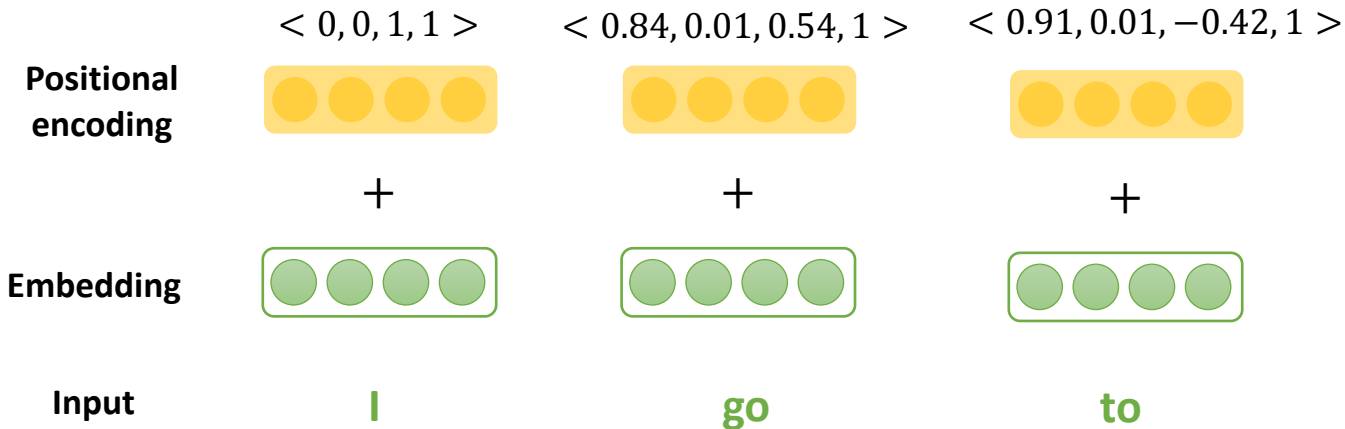 < 0, 0, 1, 1 > < 0.84, 0.01, 0.54, 1 > < 0.91, 0.01, −0.42, 1 >
Positional
encoding
+ + +
Embedding
Input I go to